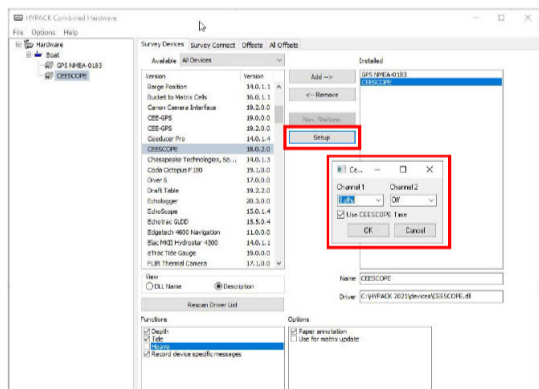 HYPACK Combined Hardware
File Options Help
Hardware
Boat
GPS NMEA-0183
CEESCOPE
Survey Devices Survey Connect Offsets All Offsets
Available All Devices
Installed
Version Version
Barge Position 14.0.1.1
Bucket to Matrix Cells 16.0.1.1
Canon Camera Interface 19.2.0.0
CEE-GPS 19.0.0.0
CEE-GPS 19.2.0.0
Ceeducer Pro 14.0.1.4
CEESCOPE 18.0.2.0
Chesapeake Technologies, So... 14.0.1.3
Coda Octopus F180 19.1.0.0
Diver 6 17.0.0.0
Draft Table 19.2.2.0
Echologger 20.3.0.0
EchoScope 15.0.1.4
Echotrac GLDD 15.5.0.4
Edgetech 4600 Navigation 11.0.0.0
Elac MKII Hydrostar 4300 14.0.1.1
eTrac Tide Gauge 19.0.0.0
FLIR Thermal Camera 17.1.0.0
Add -->
<-- Remove
Setup
GPS NMEA-0183
CEESCOPE
Ce...
Channel 1 Channel 2
Off
Use CEESCOPE Time
OK Cancel
View
DLL Name Description
Rescan Driver List
Name CEESCOPE
Driver C:\HYPACK 2021\devices\CEESCOPE.dll
Functions
Depth
Tide
Heave
Record device specific messages
Options
Paper annotation
Use for matrix update